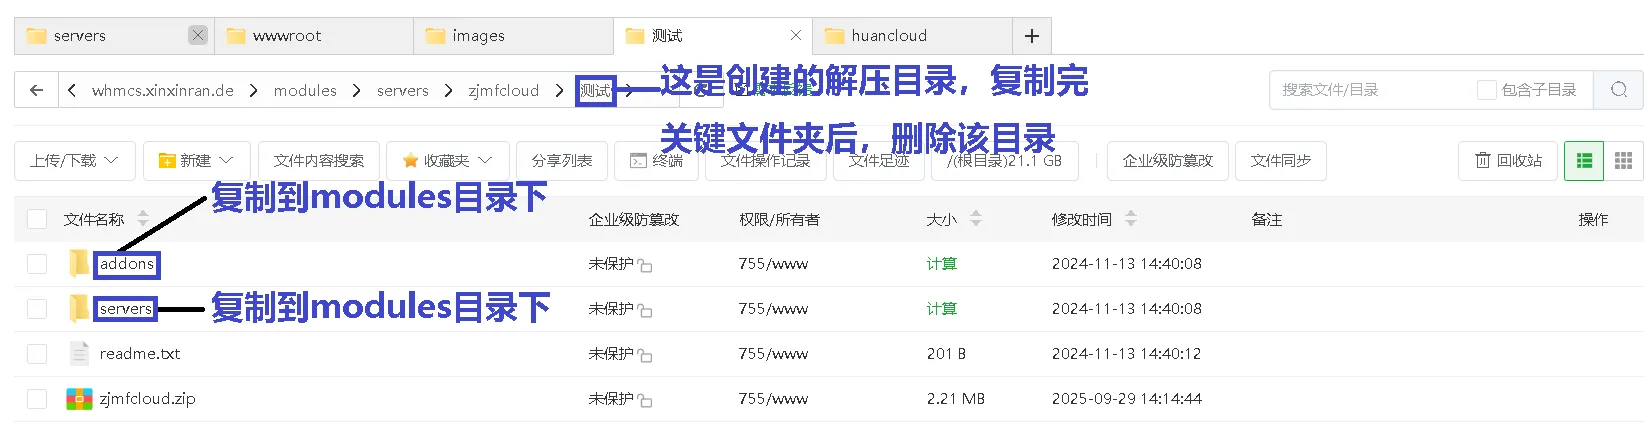 servers
wwwroot
images
测试
huancloud
whmcs.xinxinran.de > modules > servers > zjmfcloud > 测试 >
这是创建的解压目录，复制完
关键文件夹后，删除该目录
搜索文件/目录
包含子目录
上传/下载
新建
文件内容搜索
收藏夹
分享列表
终端
文件操作记录
文件足迹
/(根目录)21.1 GB
企业级防篡改
文件同步
回收站
复制到modules目录下
文件名称 企业级防篡改 权限/所有者 大小 修改时间 备注 操作
addons 未保护 755/www 计算 2024-11-13 14:40:08
servers 复制到modules目录下 未保护 755/www 计算 2024-11-13 14:40:08
readme.txt 未保护 755/www 201 B 2024-11-13 14:40:12
zjmfcloud.zip 未保护 755/www 2.21 MB 2025-09-29 14:14:44